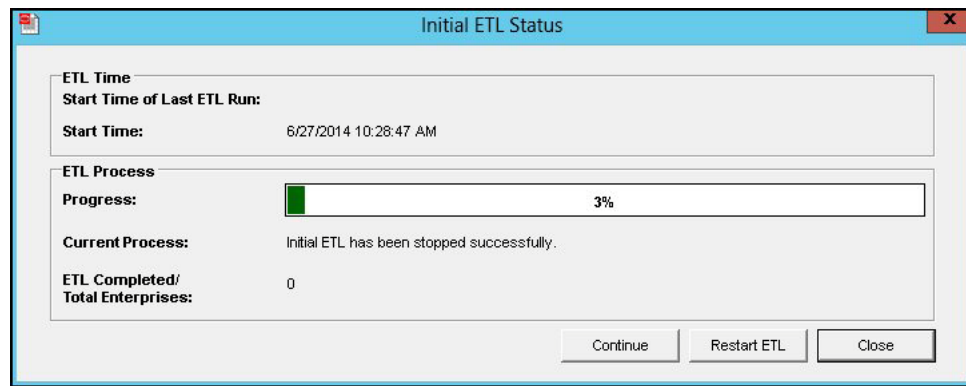 Initial ETL Status
x
ETL Time
Start Time of Last ETL Run:
Start Time: 6/27/2014 10:28:47 AM
ETL Process
Progress: 3%
Current Process: Initial ETL has been stopped successfully.
ETL Completed/
Total Enterprises: 0
Continue Restart ETL Close